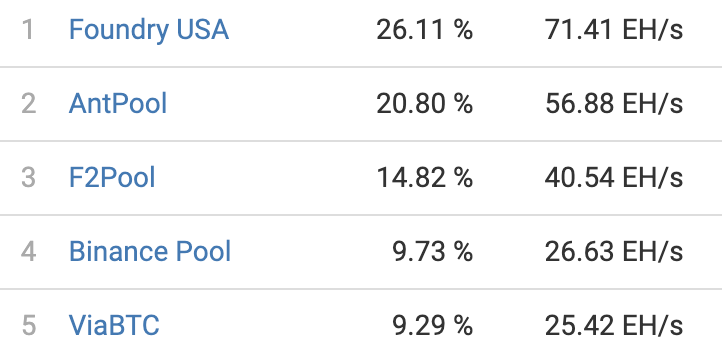 1 Foundry USA 26.11 % 71.41 EH/s
2 AntPool 20.80 % 56.88 EH/s
3 F2Pool 14.82 % 40.54 EH/s
4 Binance Pool 9.73 % 26.63 EH/s
5 ViaBTC 9.29 % 25.42 EH/s